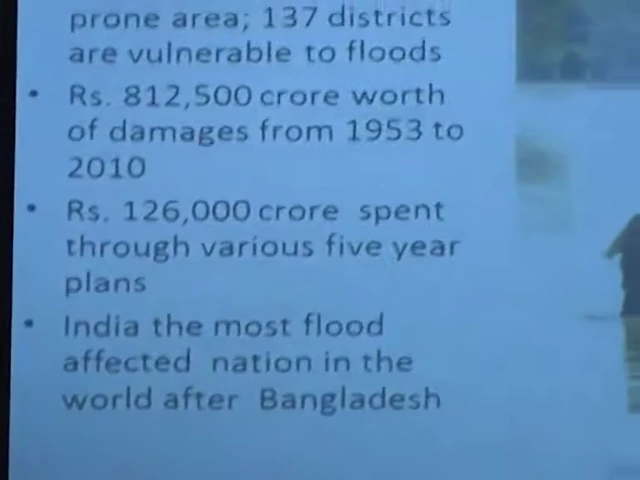 prone area; 137 districts
are vulnerable to floods
• Rs. 812,500 crore worth
of damages from 1953 to
2010
• Rs. 126,000 crore spent
through various five year
plans
• India the most flood
affected nation in the
world after Bangladesh